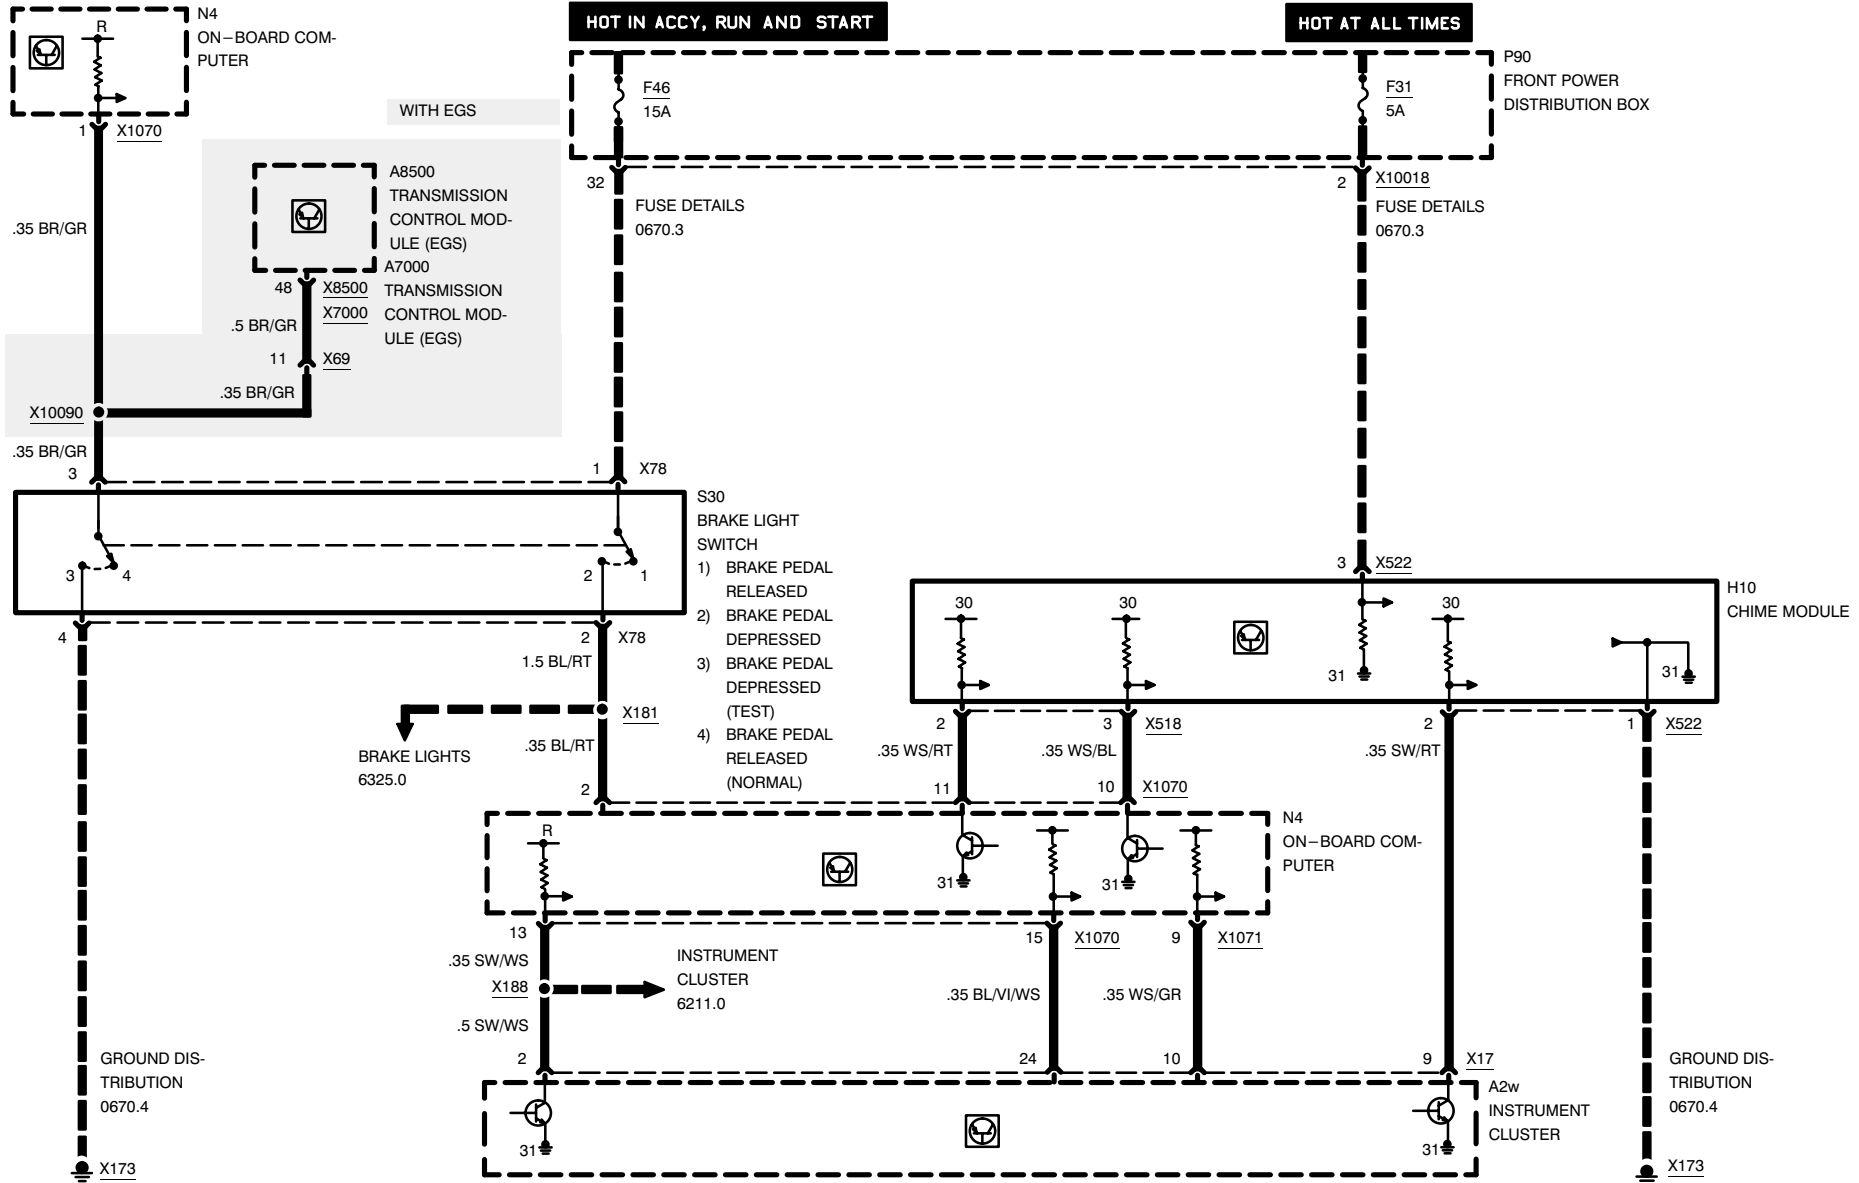 N4
ON–BOARD COM-
PUTER
R
1
X1070
.35 BR/GR
WITH EGS
A8500
TRANSMISSION
CONTROL MOD-
ULE (EGS)
A7000
TRANSMISSION
CONTROL MOD-
ULE (EGS)
48
X8500
X7000
.5 BR/GR
11
X69
.35 BR/GR
X10090
.35 BR/GR
3
HOT IN ACCY, RUN AND START
HOT AT ALL TIMES
P90
FRONT POWER
DISTRIBUTION BOX
F46
15A
F31
5A
32
2
X10018
FUSE DETAILS
0670.3
FUSE DETAILS
0670.3
1
X78
S30
BRAKE LIGHT
SWITCH
1) BRAKE PEDAL
RELEASED
2) BRAKE PEDAL
DEPRESSED
3) BRAKE PEDAL
DEPRESSED
(TEST)
4) BRAKE PEDAL
RELEASED
(NORMAL)
3
4
2
1
4
2
X78
1.5 BL/RT
X181
.35 BL/RT
BRAKE LIGHTS
6325.0
2
3
X522
H10
CHIME MODULE
30
30
30
31
31
2
3
X518
2
1
X522
.35 WS/RT
.35 WS/BL
.35 SW/RT
11
10
X1070
N4
ON–BOARD COM-
PUTER
R
31
31
13
15
X1070
9
X1071
.35 SW/WS
X188
INSTRUMENT
CLUSTER
6211.0
.35 BL/VI/WS
.35 WS/GR
.5 SW/WS
2
24
10
9
X17
A2w
INSTRUMENT
CLUSTER
31
31
GROUND DIS-
TRIBUTION
0670.4
X173
GROUND DIS-
TRIBUTION
0670.4
X173